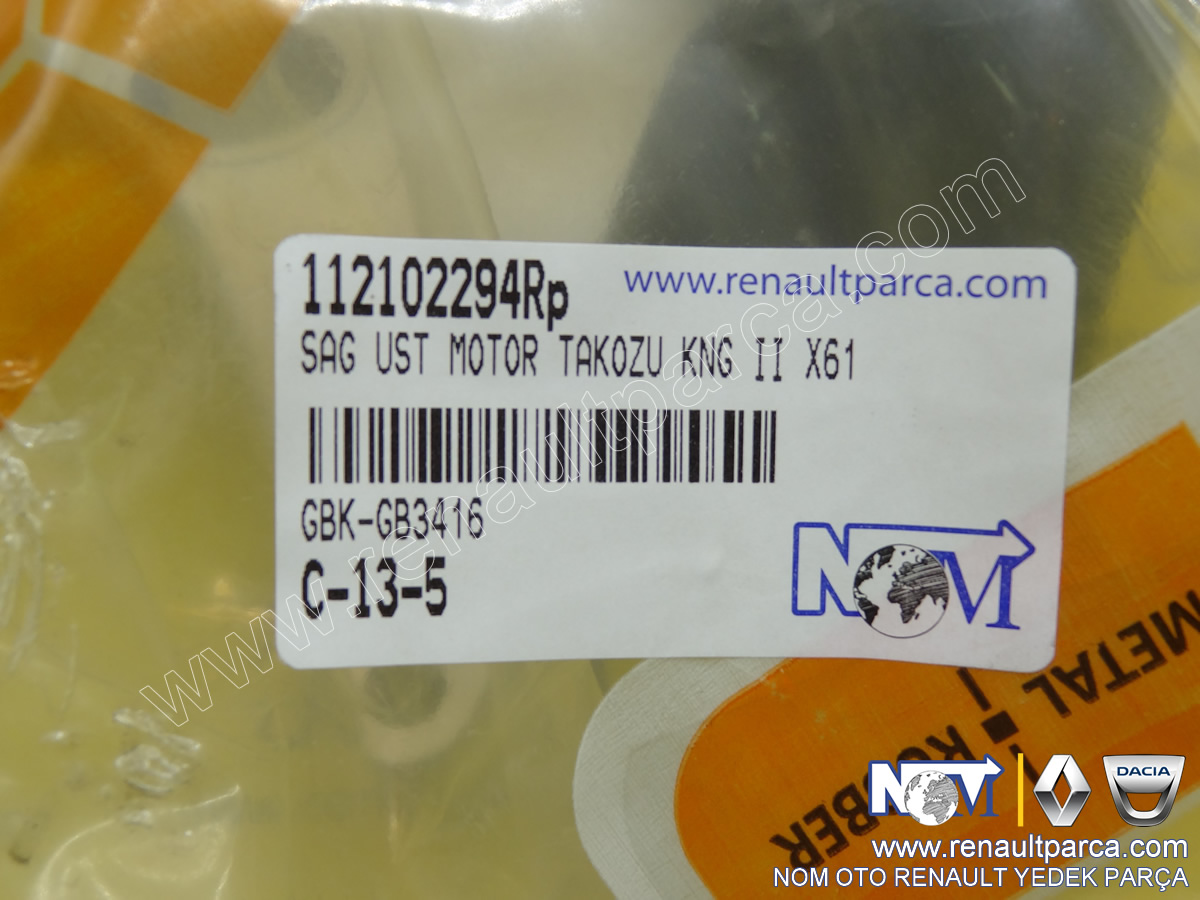 112102294Rp
www.renaultparca.com
SAG UST MOTOR TAKOZU KNG II X61
GBK-GB3416
C-13-5
NOM
www.renaultparca.com
METAL
RUBBER
NOM
DACIA
www.renaultparca.com
NOM OTO RENAULT YEDEK PARÇA